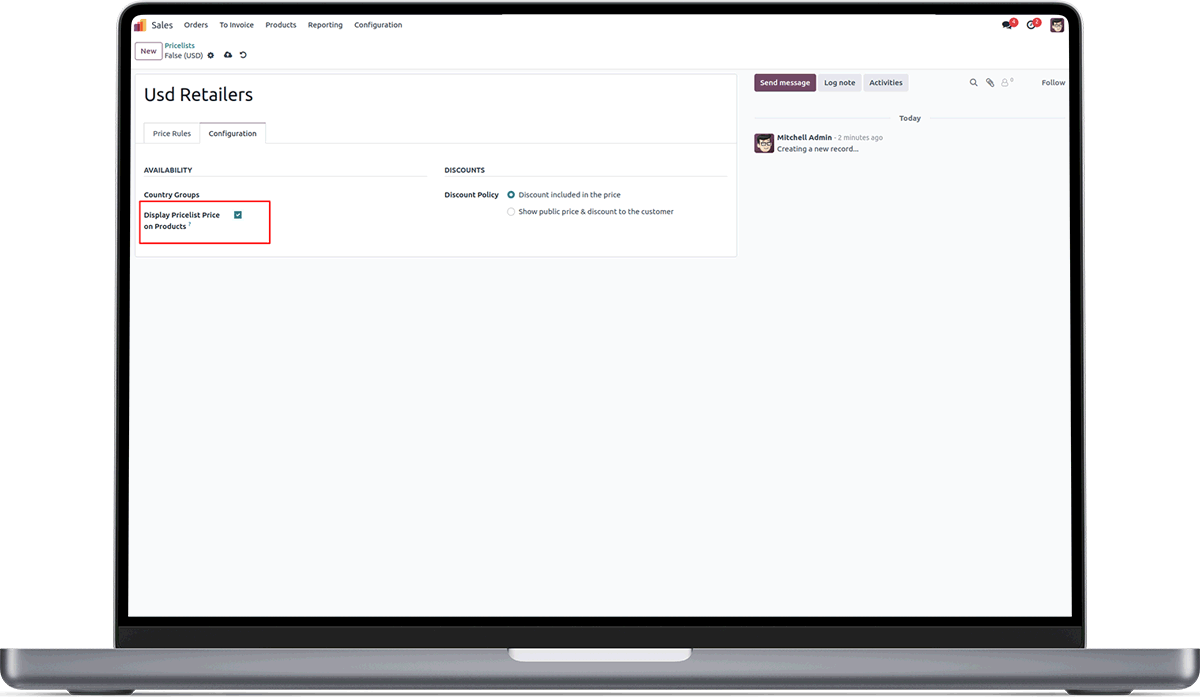 Sales Orders To Invoice Products Reporting Configuration
4 2
New Pricelists
False (USD)
Usd Retailers
Price Rules Configuration
AVAILABILITY
Country Groups
Display Pricelist Price
on Products ?
DISCOUNTS
Discount Policy Discount included in the price
Show public price & discount to the customer
Send message Log note Activities
0 Follow
Today
Mitchell Admin - 2 minutes ago
Creating a new record...